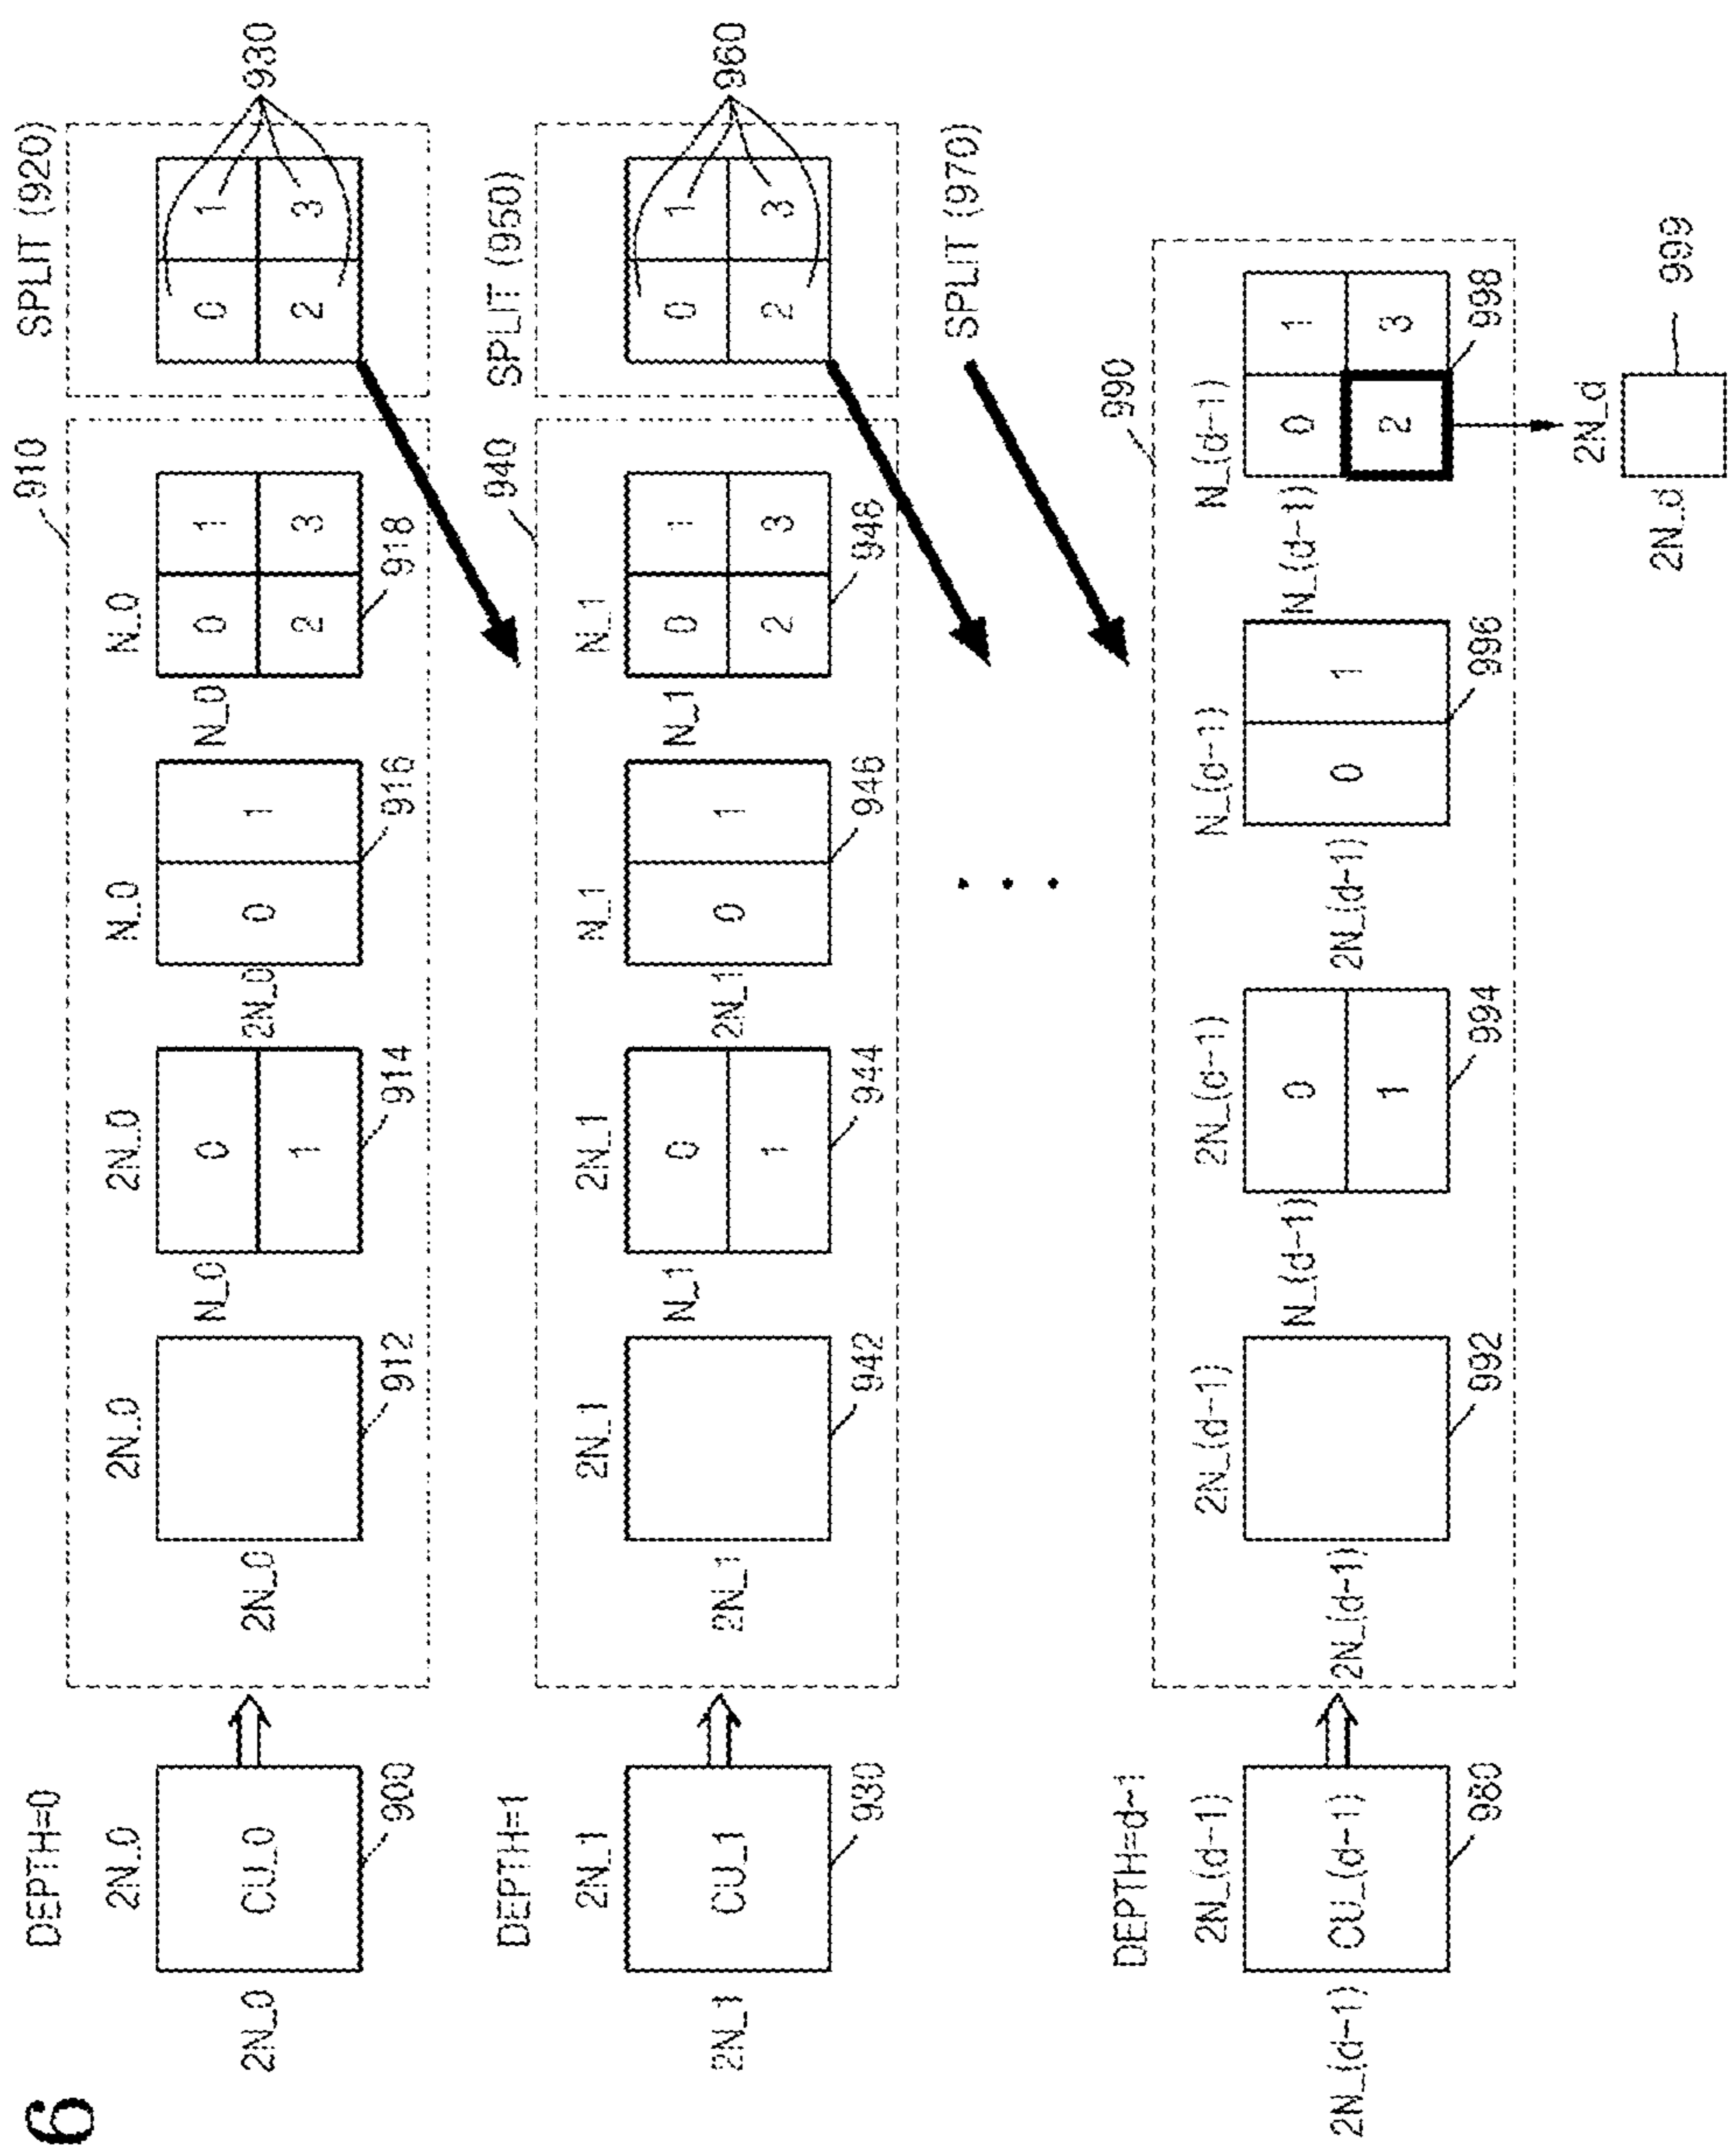 6
DEPTH=0
2N_0
2N_0
CU_0
900
910
2N_0
2N_0
912
2N_0
N_0
0
1
914
N_0
2N_0
0
1
916
N_0
N_0
0
1
2
3
918
SPLIT (920)
0
1
2
3
930
DEPTH=1
2N_1
2N_1
CU_1
930
940
2N_1
2N_1
942
2N_1
N_1
0
1
944
N_1
2N_1
0
1
946
N_1
N_1
0
1
2
3
948
SPLIT (950)
0
1
2
3
960
SPLIT (970)
DEPTH=d-1
2N_(d-1)
2N_(d-1)
CU_(d-1)
980
990
2N_(d-1)
2N_(d-1)
992
2N_(d-1)
N_(d-1)
0
1
994
N_(d-1)
2N_(d-1)
0
1
996
N_(d-1)
N_(d-1)
0
1
2
3
998
2N_d
2N_d
999